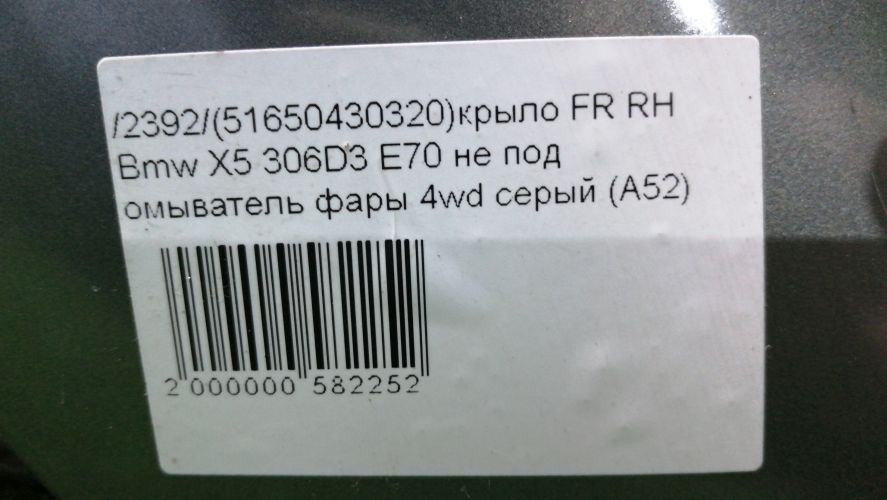 /2392/(51650430320)крыло FR RH
Bmw X5 306D3 E70 не под
омыватель фары 4wd серый (A52)
2 000000 582252